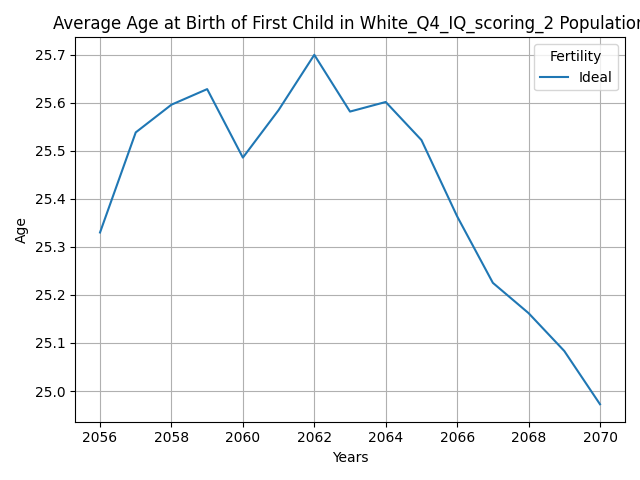 Average Age at Birth of First Child in White_Q4_IQ_scoring_2 Population
Fertility
Ideal
25.7
25.6
25.5
25.4
25.3
25.2
25.1
25.0
Age
2056 2058 2060 2062 2064 2066 2068 2070
Years